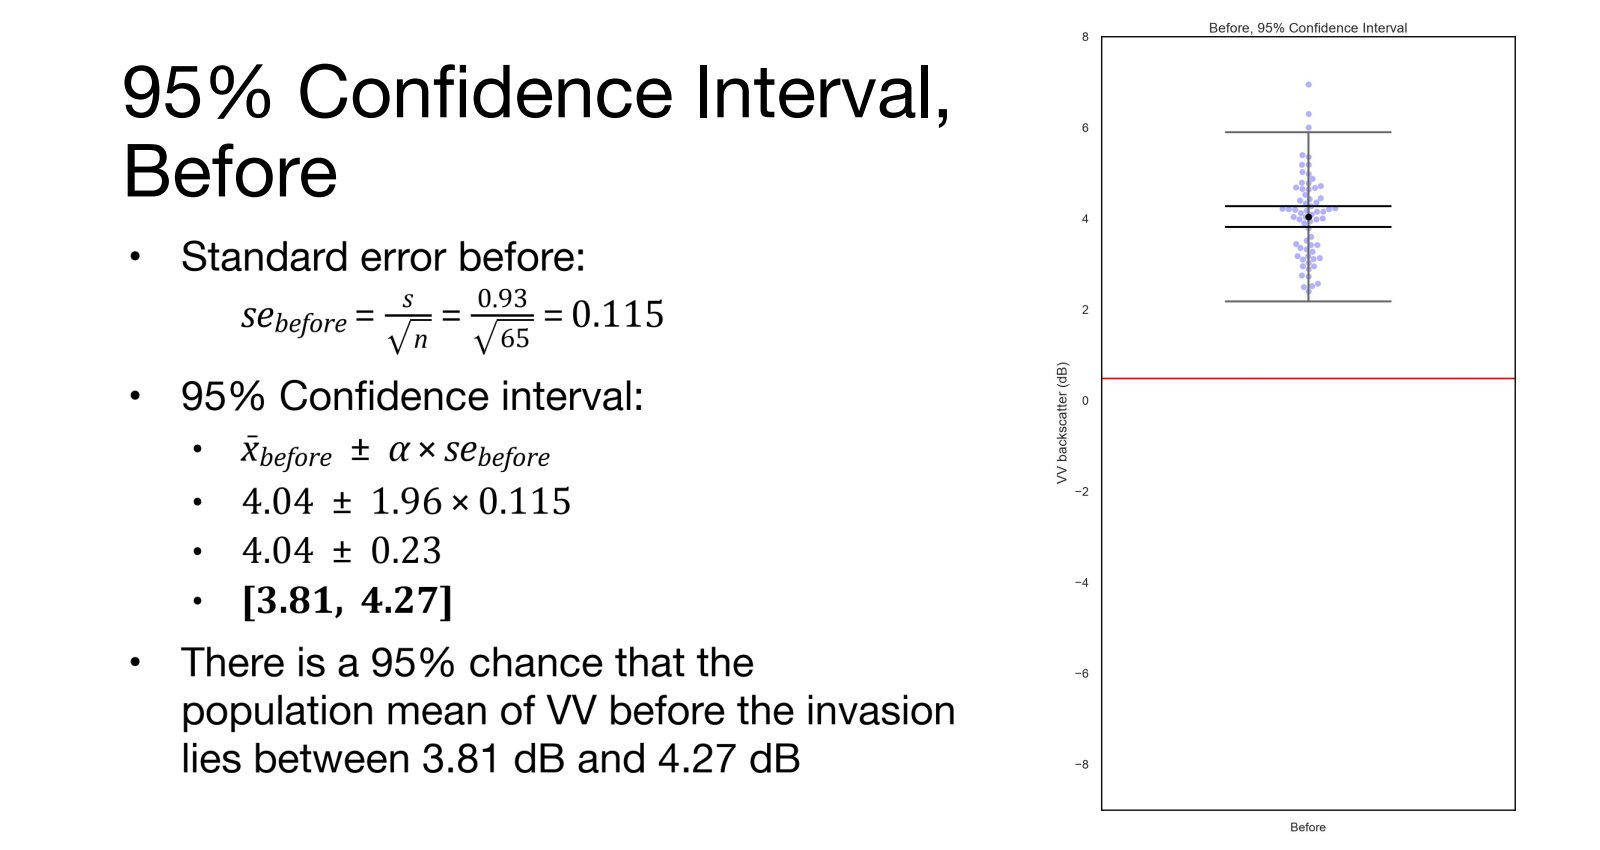 95% Confidence Interval,
Before
• Standard error before:
se_before = s/√n = 0.93/√65 = 0.115
• 95% Confidence interval:
• x̄_before ± α × se_before
• 4.04 ± 1.96 × 0.115
• 4.04 ± 0.23
• [3.81, 4.27]
• There is a 95% chance that the
population mean of VV before the invasion
lies between 3.81 dB and 4.27 dB
Before, 95% Confidence Interval
8
6
4
2
0
−2
−4
−6
−8
VV backscatter (dB)
Before